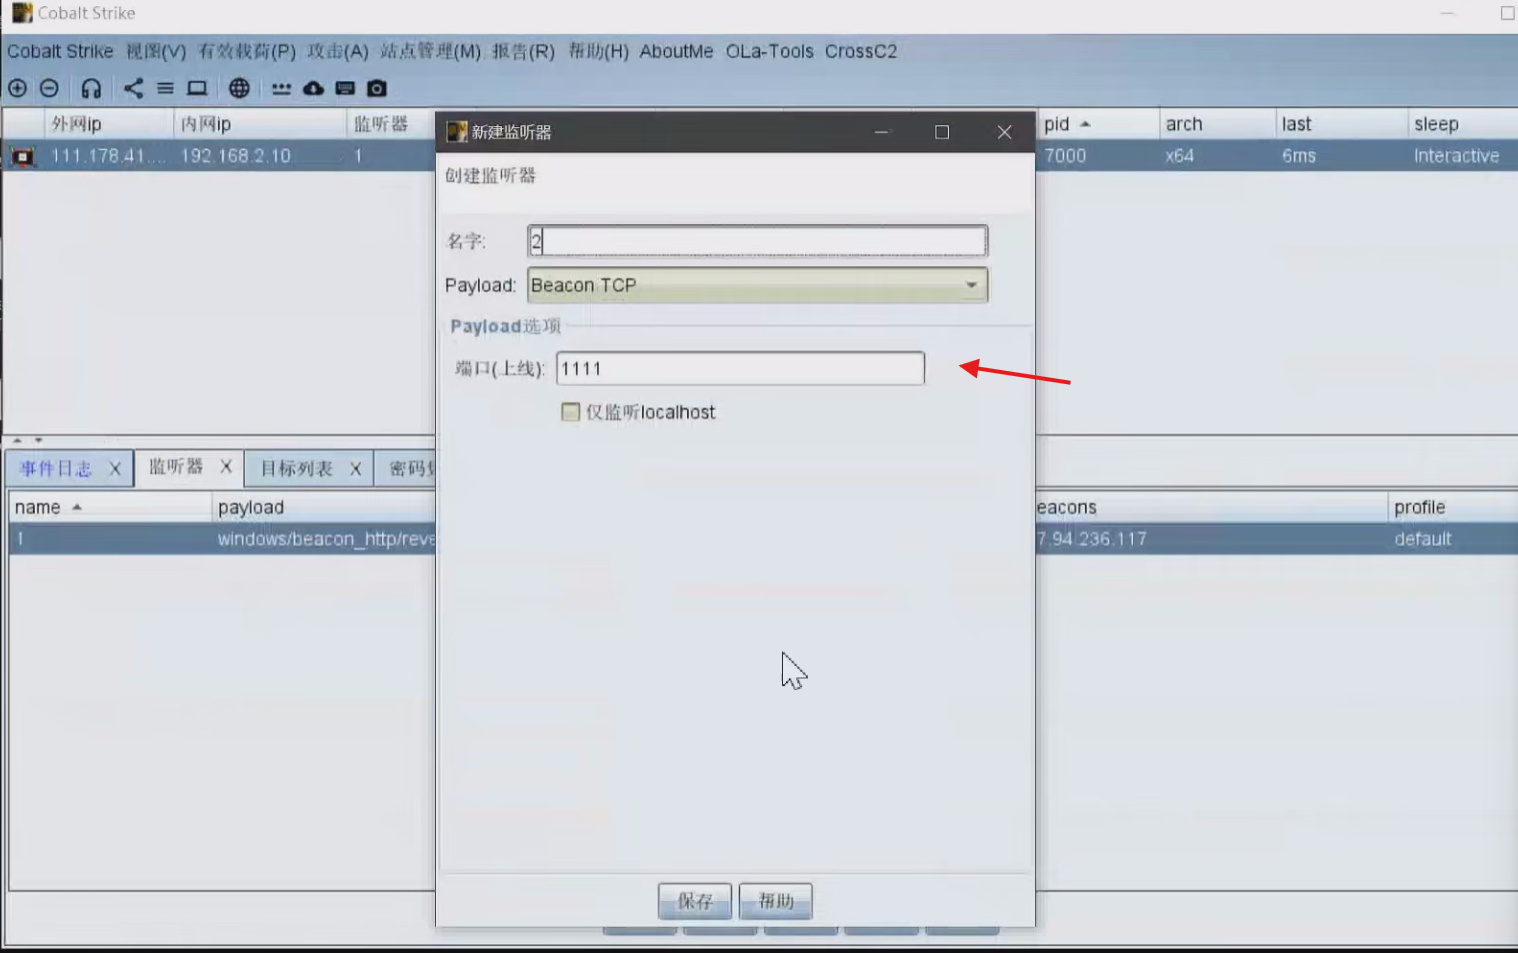 Cobalt Strike
Cobalt Strike 视图(V) 有效载荷(P) 攻击(A) 站点管理(M) 报告(R) 帮助(H) AboutMe OLa-Tools CrossC2
外网ip 内网ip 监听器 pid arch last sleep
111.178.41.... 192.168.2.10 1 7000 x64 6ms Interactive
新建监听器
创建监听器
名字: 2
Payload: Beacon TCP
Payload选项
端口(上线): 1111
仅监听localhost
事件日志 X 监听器 X 目标列表 X 密码
name payload eacons profile
1 windows/beacon_http/reve 7.94.236.117 default
保存 帮助